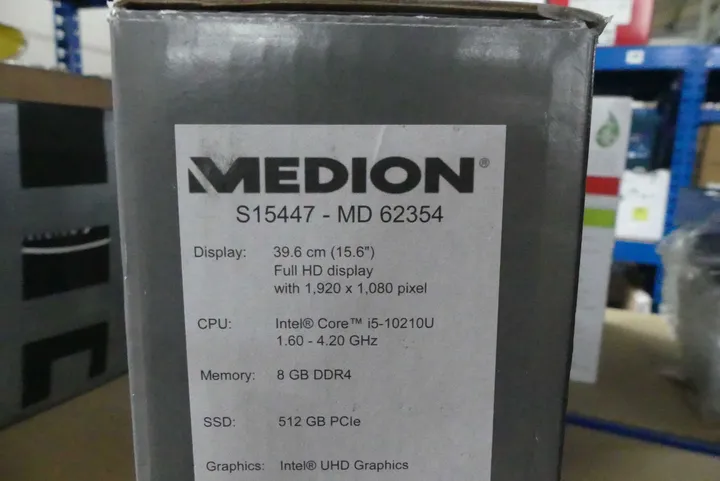 MEDION®
S15447 - MD 62354
Display: 39.6 cm (15.6″)
Full HD display
with 1,920 x 1,080 pixel
CPU: Intel® Core™ i5-10210U
1.60 - 4.20 GHz
Memory: 8 GB DDR4
SSD: 512 GB PCIe
Graphics: Intel® UHD Graphics